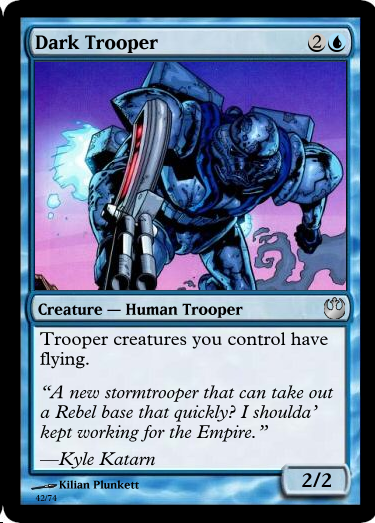 Dark Trooper 2
Creature — Human Trooper
Trooper creatures you control have
flying.
“A new stormtrooper that can take out
a Rebel base that quickly? I shoulda’
kept working for the Empire.”
—Kyle Katarn
2/2
Kilian Plunkett
42/74